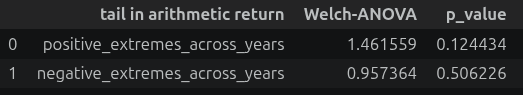 tail in arithmetic return Welch-ANOVA p_value
0 positive_extremes_across_years 1.461559 0.124434
1 negative_extremes_across_years 0.957364 0.506226